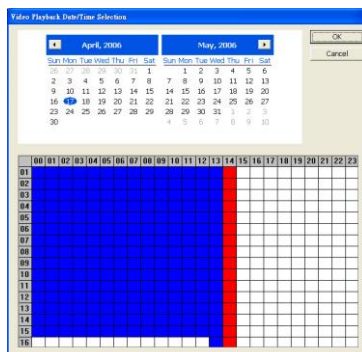 Video Playback Date/Time Selection
April, 2006
Sun Mon Tue Wed Thu Fri Sat
26 27 28 29 30 31 1
2 3 4 5 6 7 8
9 10 11 12 13 14 15
16 17 18 19 20 21 22
23 24 25 26 27 28 29
30
May, 2006
Sun Mon Tue Wed Thu Fri Sat
1 2 3 4 5 6
7 8 9 10 11 12 13
14 15 16 17 18 19 20
21 22 23 24 25 26 27
28 29 30 31 1 2 3
4 5 6 7 8 9 10
OK
Cancel
00 01 02 03 04 05 06 07 08 09 10 11 12 13 14 15 16 17 18 19 20 21 22 23
01
02
03
04
05
06
07
08
09
10
11
12
13
14
15
16